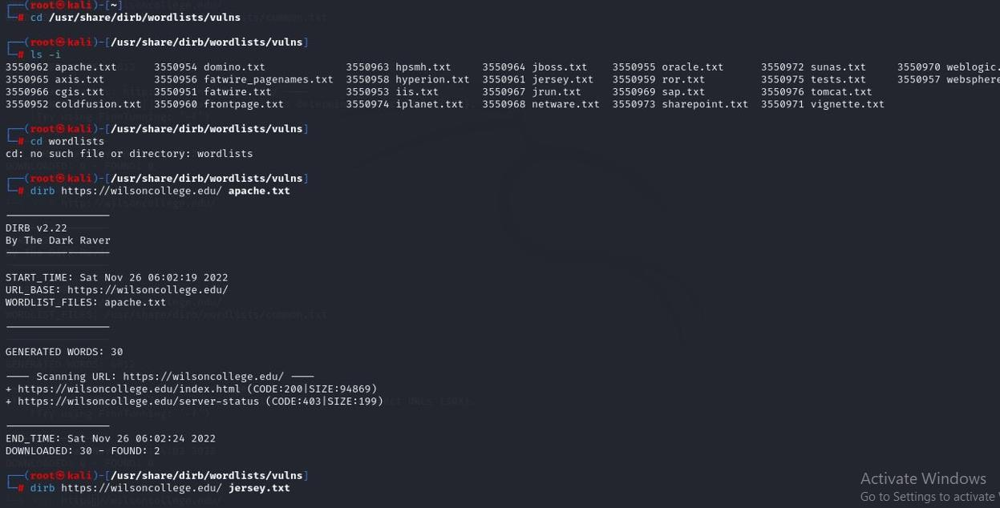 ┌──(root㉿kali)-[~]
└─# cd /usr/share/dirb/wordlists/vulns
┌──(root㉿kali)-[/usr/share/dirb/wordlists/vulns]
└─# ls -i
3550962 apache.txt 3550954 domino.txt 3550963 hpsmh.txt 3550964 jboss.txt 3550955 oracle.txt 3550972 sunas.txt 3550970 weblogic.
3550965 axis.txt 3550956 fatwire_pagenames.txt 3550958 hyperion.txt 3550961 jersey.txt 3550959 ror.txt 3550975 tests.txt 3550957 websphere
3550966 cgis.txt 3550951 fatwire.txt 3550953 iis.txt 3550967 jrun.txt 3550969 sap.txt 3550976 tomcat.txt
3550952 coldfusion.txt 3550960 frontpage.txt 3550974 iplanet.txt 3550968 netware.txt 3550973 sharepoint.txt 3550971 vignette.txt
┌──(root㉿kali)-[/usr/share/dirb/wordlists/vulns]
└─# cd wordlists
cd: no such file or directory: wordlists
┌──(root㉿kali)-[/usr/share/dirb/wordlists/vulns]
└─# dirb https://wilsoncollege.edu/ apache.txt
-----------------
DIRB v2.22
By The Dark Raver
-----------------
START_TIME: Sat Nov 26 06:02:19 2022
URL_BASE: https://wilsoncollege.edu/
WORDLIST_FILES: apache.txt
-----------------
GENERATED WORDS: 30
---- Scanning URL: https://wilsoncollege.edu/ ----
+ https://wilsoncollege.edu/index.html (CODE:200|SIZE:94869)
+ https://wilsoncollege.edu/server-status (CODE:403|SIZE:199)
-----------------
END_TIME: Sat Nov 26 06:02:24 2022
DOWNLOADED: 30 - FOUND: 2
┌──(root㉿kali)-[/usr/share/dirb/wordlists/vulns]
└─# dirb https://wilsoncollege.edu/ jersey.txt
Activate Windows
Go to Settings to activate